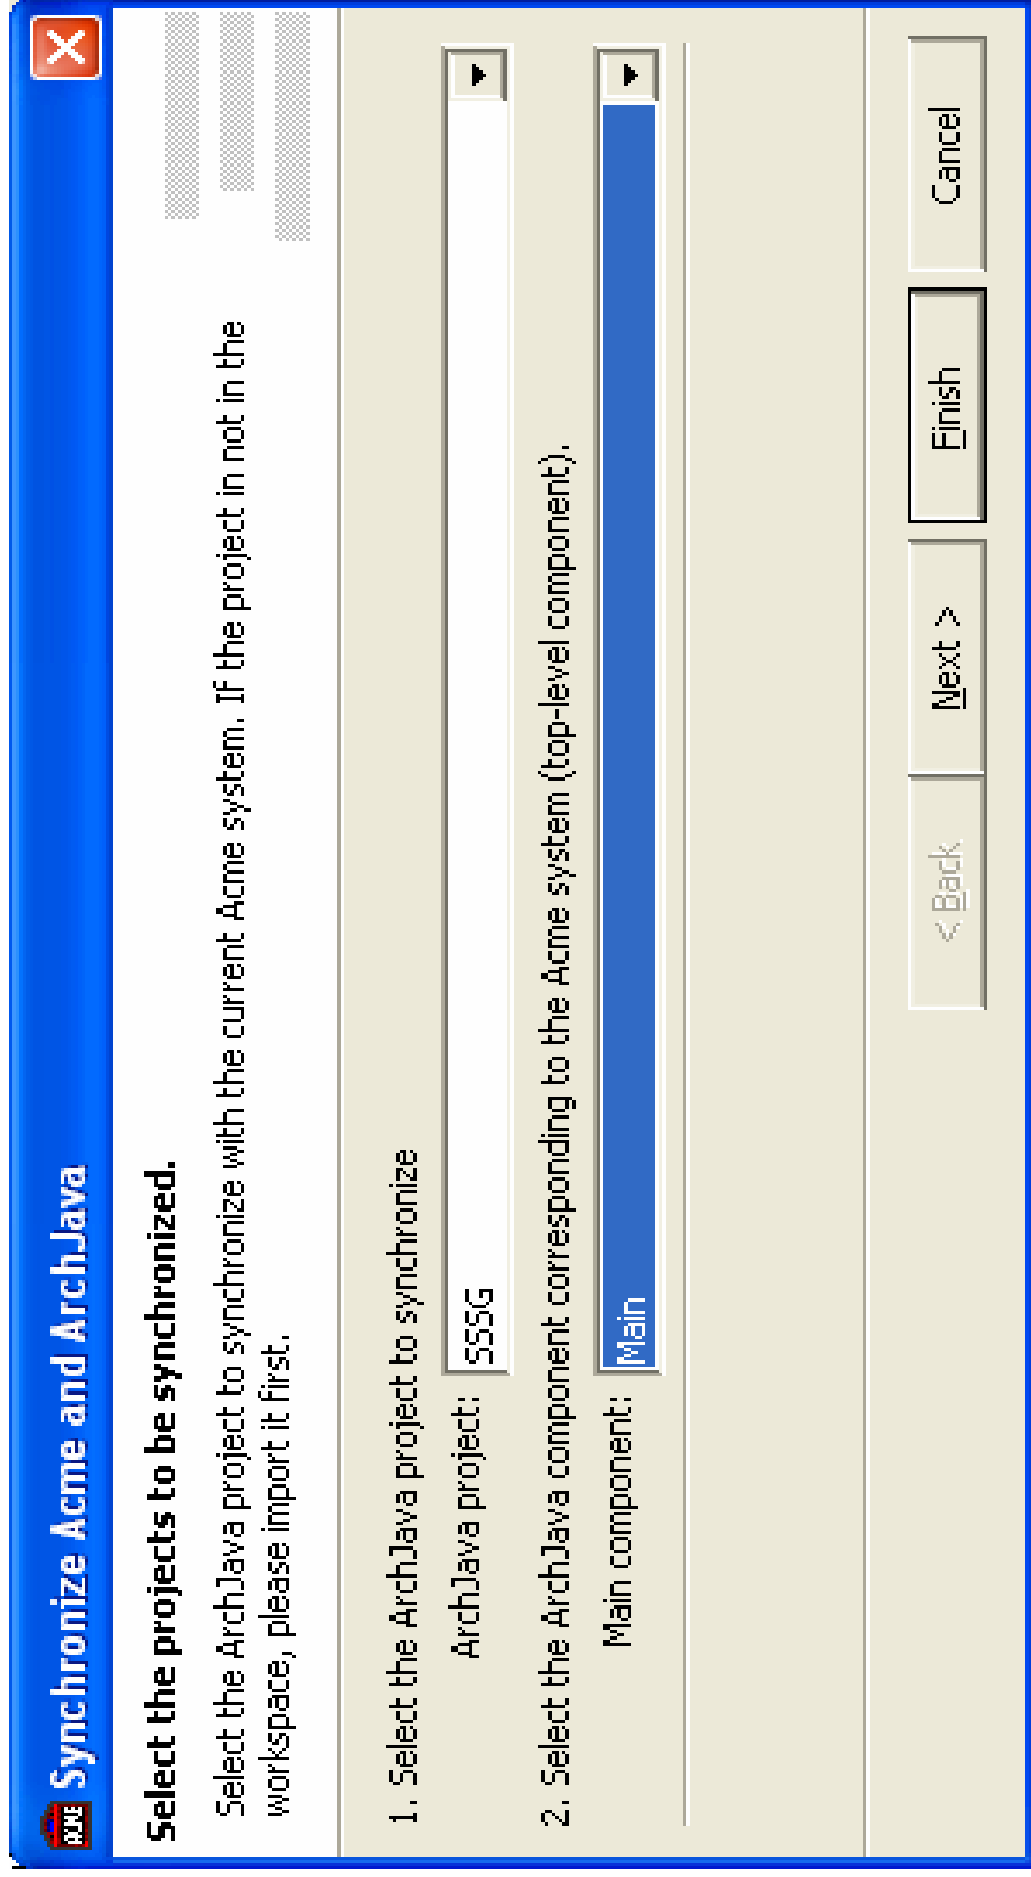 ACME
Synchronize Acme and ArchJava
Select the projects to be synchronized.
Select the ArchJava project to synchronize with the current Acme system. If the project in not in the
workspace, please import it first.
1. Select the ArchJava project to synchronize
ArchJava project: SSSG
2. Select the ArchJava component corresponding to the Acme system (top-level component).
Main component: Main
< Back Next > Finish Cancel